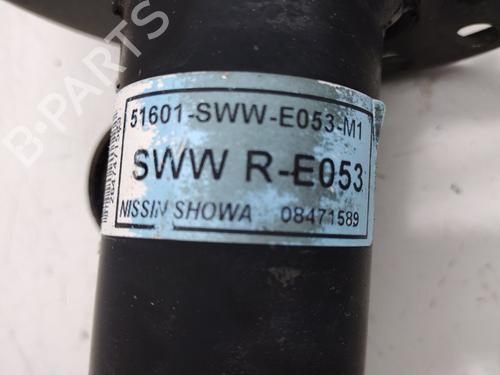 B-PARTS
51601-SWW-E053-M1
SWW R-E053
NISSIN SHOWA 08471589